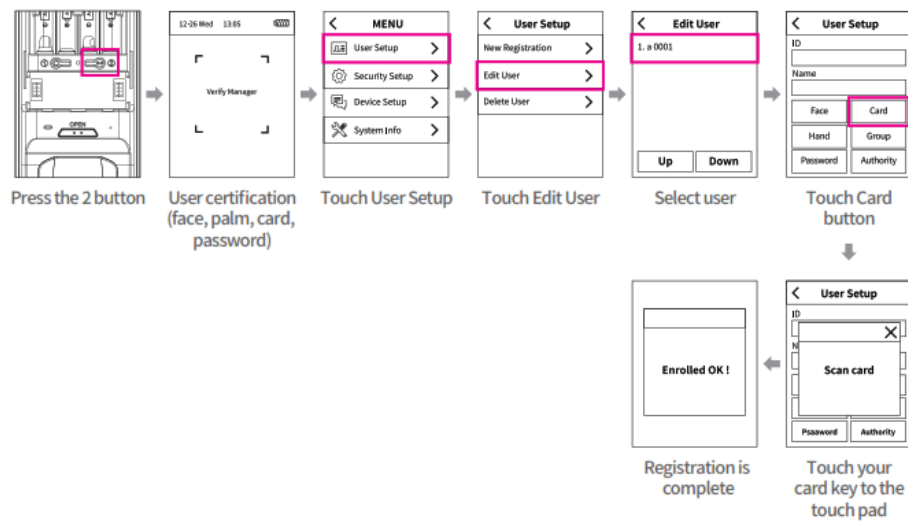 12-26 Wed 13:05
Verify Manager
① ②
OPEN
Press the 2 button
User certification
(face, palm, card,
password)
MENU
User Setup
Security Setup
Device Setup
System Info
Touch User Setup
User Setup
New Registration
Edit User
Delete User
Touch Edit User
Edit User
1. a 0001
Up Down
Select user
User Setup
ID
Name
Face Card
Hand Group
Password Authority
Touch Card
button
User Setup
ID
N
Scan card
Psaaword Authority
Touch your
card key to the
touch pad
Enrolled OK !
Registration is
complete